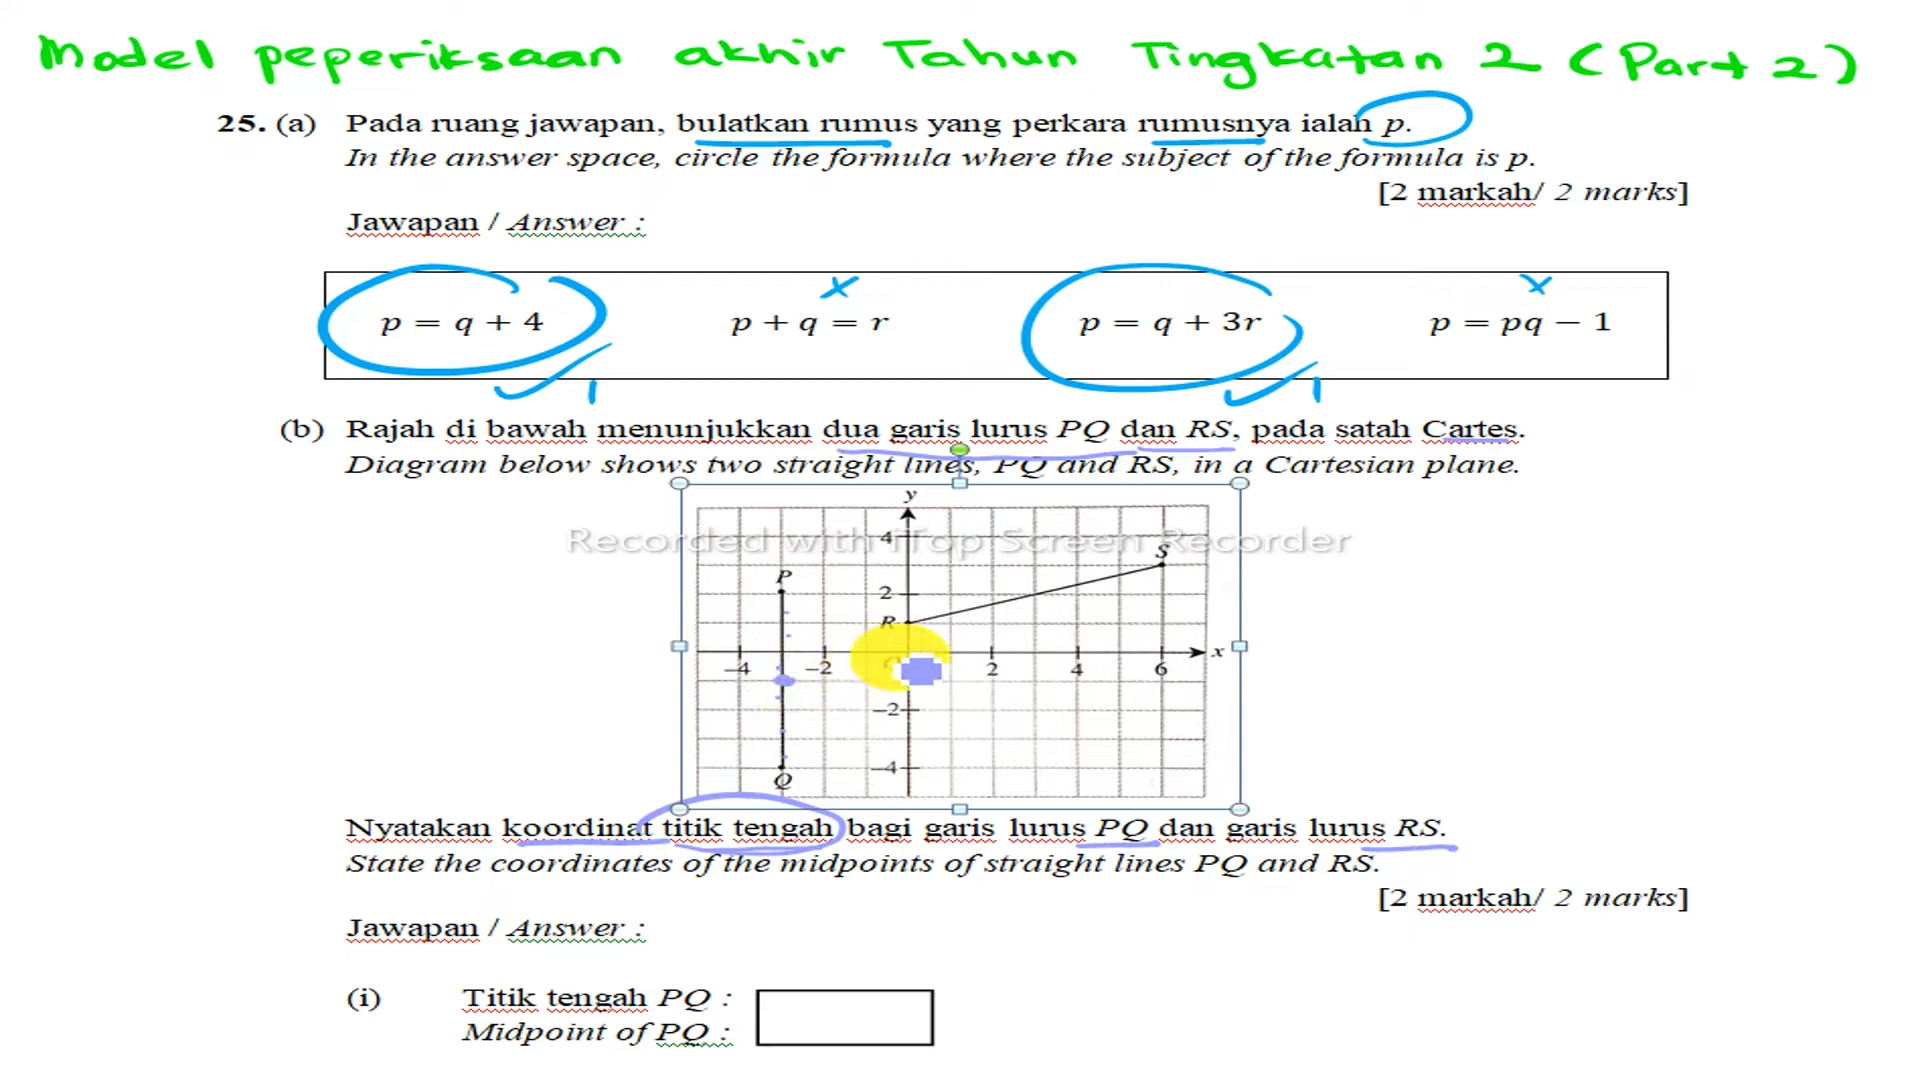 Model peperiksaan akhir Tahun Tingkatan 2 (Part 2)
25. (a) Pada ruang jawapan, bulatkan rumus yang perkara rumusnya ialah p.
In the answer space, circle the formula where the subject of the formula is p.
[2 markah/ 2 marks]
Jawapan / Answer :
x x
p = q + 4 p + q = r p = q + 3r p = pq − 1
✓1 ✓1
(b) Rajah di bawah menunjukkan dua garis lurus PQ dan RS, pada satah Cartes.
Diagram below shows two straight lines, PQ and RS, in a Cartesian plane.
y
Recorded with iTop Screen Recorder
4
S
P
2
R
x
−4 −2 2 4 6
−2
−4
Q
Nyatakan koordinat titik tengah bagi garis lurus PQ dan garis lurus RS.
State the coordinates of the midpoints of straight lines PQ and RS.
[2 markah/ 2 marks]
Jawapan / Answer :
(i) Titik tengah PQ :
Midpoint of PQ :